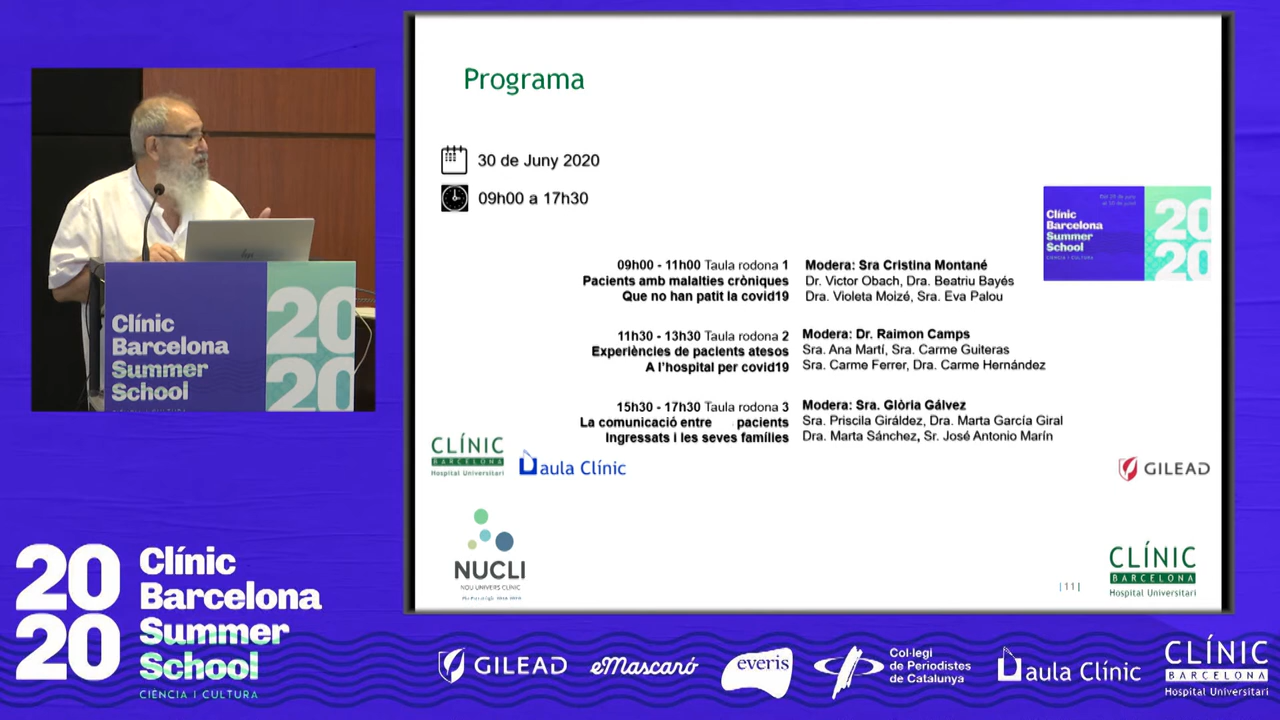 Programa
30 de Juny 2020
09h00 a 17h30
09h00 - 11h00 Taula rodona 1
Pacients amb malalties cròniques
Que no han patit la covid19
Modera: Sra Cristina Montané
Dr. Victor Obach, Dra. Beatriu Bayés
Dra. Violeta Moizé, Sra. Eva Palou
11h30 - 13h30 Taula rodona 2
Experiències de pacients atesos
A l'hospital per covid19
Modera: Dr. Raimon Camps
Sra. Ana Martí, Sra. Carme Guiteras
Sra. Carme Ferrer, Dra. Carme Hernández
15h30 - 17h30 Taula rodona 3
La comunicació entre pacients
Ingressats i les seves famílies
Modera: Sra. Glòria Gálvez
Sra. Priscila Giráldez, Dra. Marta García Giral
Dra. Marta Sánchez, Sr. José Antonio Marín
Clínic
Barcelona
Summer
School
CIÈNCIA I CULTURA
20
20
CLÍNIC
BARCELONA
Hospital Universitari
aula Clínic
GILEAD
NUCLI
NOU UNIVERS CLÍNIC
CLÍNIC
BARCELONA
Hospital Universitari
|11|
Clínic
Barcelona
Summer
School
20
20
20
20
Clínic
Barcelona
Summer
School
CIÈNCIA I CULTURA
GILEAD
eMascaró
everis
Col·legi
de Periodistes
de Catalunya
aula Clínic
CLÍNIC
BARCELONA
Hospital Universitari